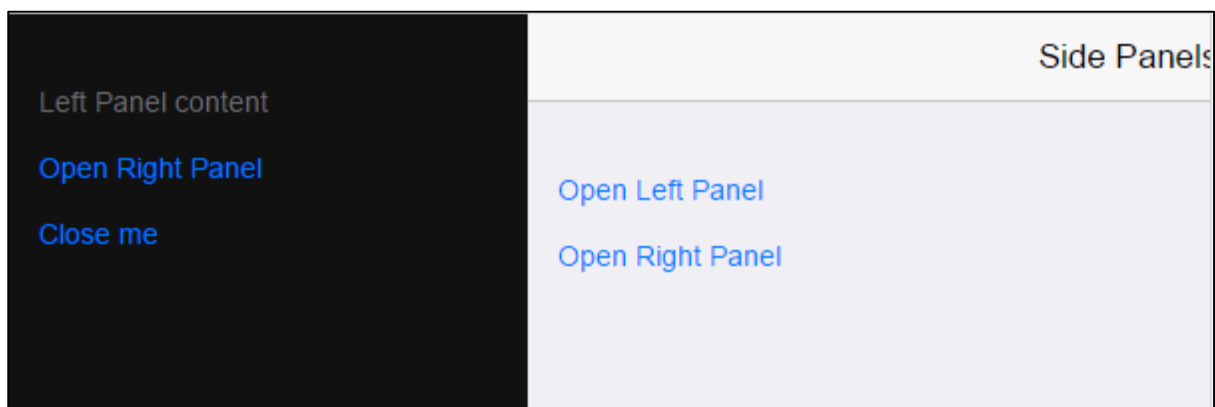 Left Panel content
Open Right Panel
Close me
Side Panels
Open Left Panel
Open Right Panel